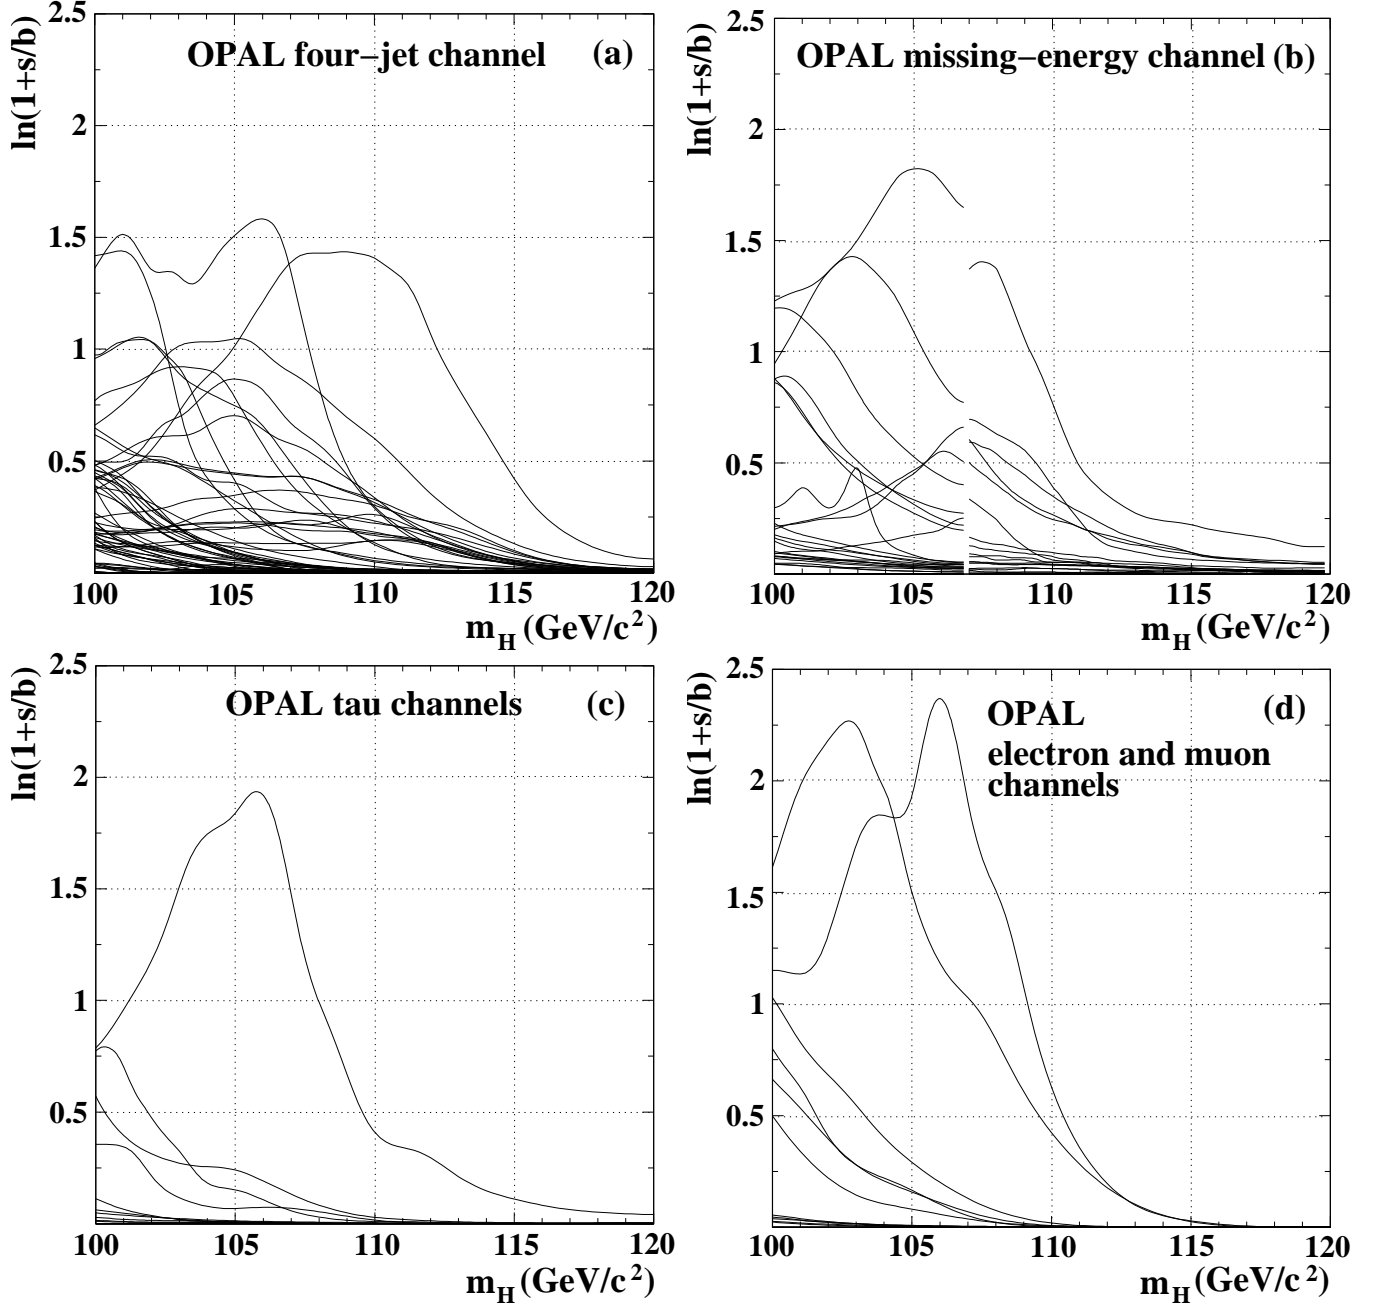 OPAL four−jet channel (a)
ln(1+s/b)
2.5
2
1.5
1
0.5
100 105 110 115 120
m_H (GeV/c²)
OPAL missing−energy channel (b)
ln(1+s/b)
2.5
2
1.5
1
0.5
100 105 110 115 120
m_H (GeV/c²)
OPAL tau channels (c)
ln(1+s/b)
2.5
2
1.5
1
0.5
100 105 110 115 120
m_H (GeV/c²)
OPAL (d)
electron and muon
channels
ln(1+s/b)
2.5
2
1.5
1
0.5
100 105 110 115 120
m_H (GeV/c²)